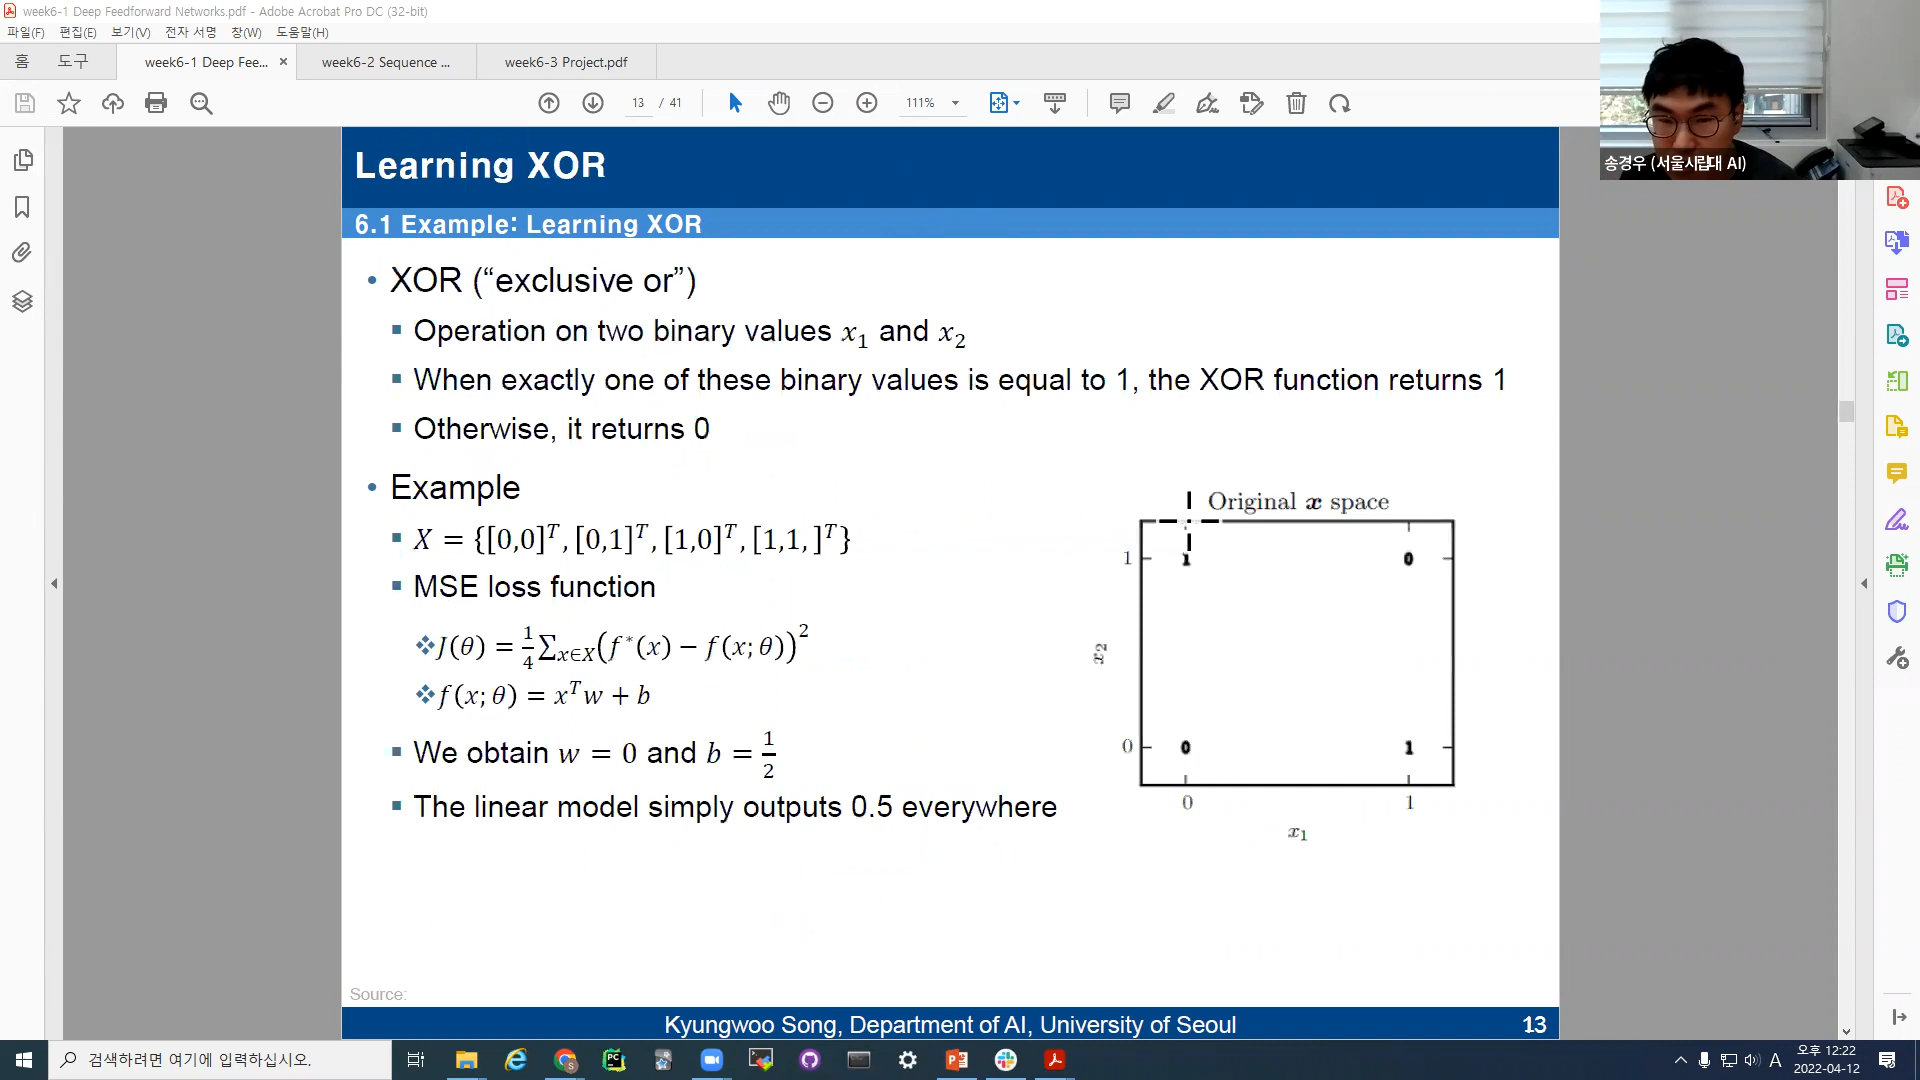 week6-1 Deep Feedforward Networks.pdf - Adobe Acrobat Pro DC (32-bit)
파일(F) 편집(E) 보기(V) 전자 서명 창(W) 도움말(H)
홈 도구 week6-1 Deep Fee... × week6-2 Sequence ... week6-3 Project.pdf
13 / 41 111%
송경우 (서울시립대 AI)
Learning XOR
6.1 Example: Learning XOR
• XOR (“exclusive or”)
▪ Operation on two binary values x₁ and x₂
▪ When exactly one of these binary values is equal to 1, the XOR function returns 1
▪ Otherwise, it returns 0
• Example
▪ X = {[0,0]ᵀ, [0,1]ᵀ, [1,0]ᵀ, [1,1,]ᵀ}
▪ MSE loss function
❖ J(θ) = 1/4 ∑x∈X (f*(x) − f(x; θ))²
❖ f(x; θ) = xᵀw + b
▪ We obtain w = 0 and b = 1/2
▪ The linear model simply outputs 0.5 everywhere
Original x space
1 1 0
x₂
0 0 1
0 1
x₁
Source:
Kyungwoo Song, Department of AI, University of Seoul 13
검색하려면 여기에 입력하십시오.
A 오후 12:22
2022-04-12